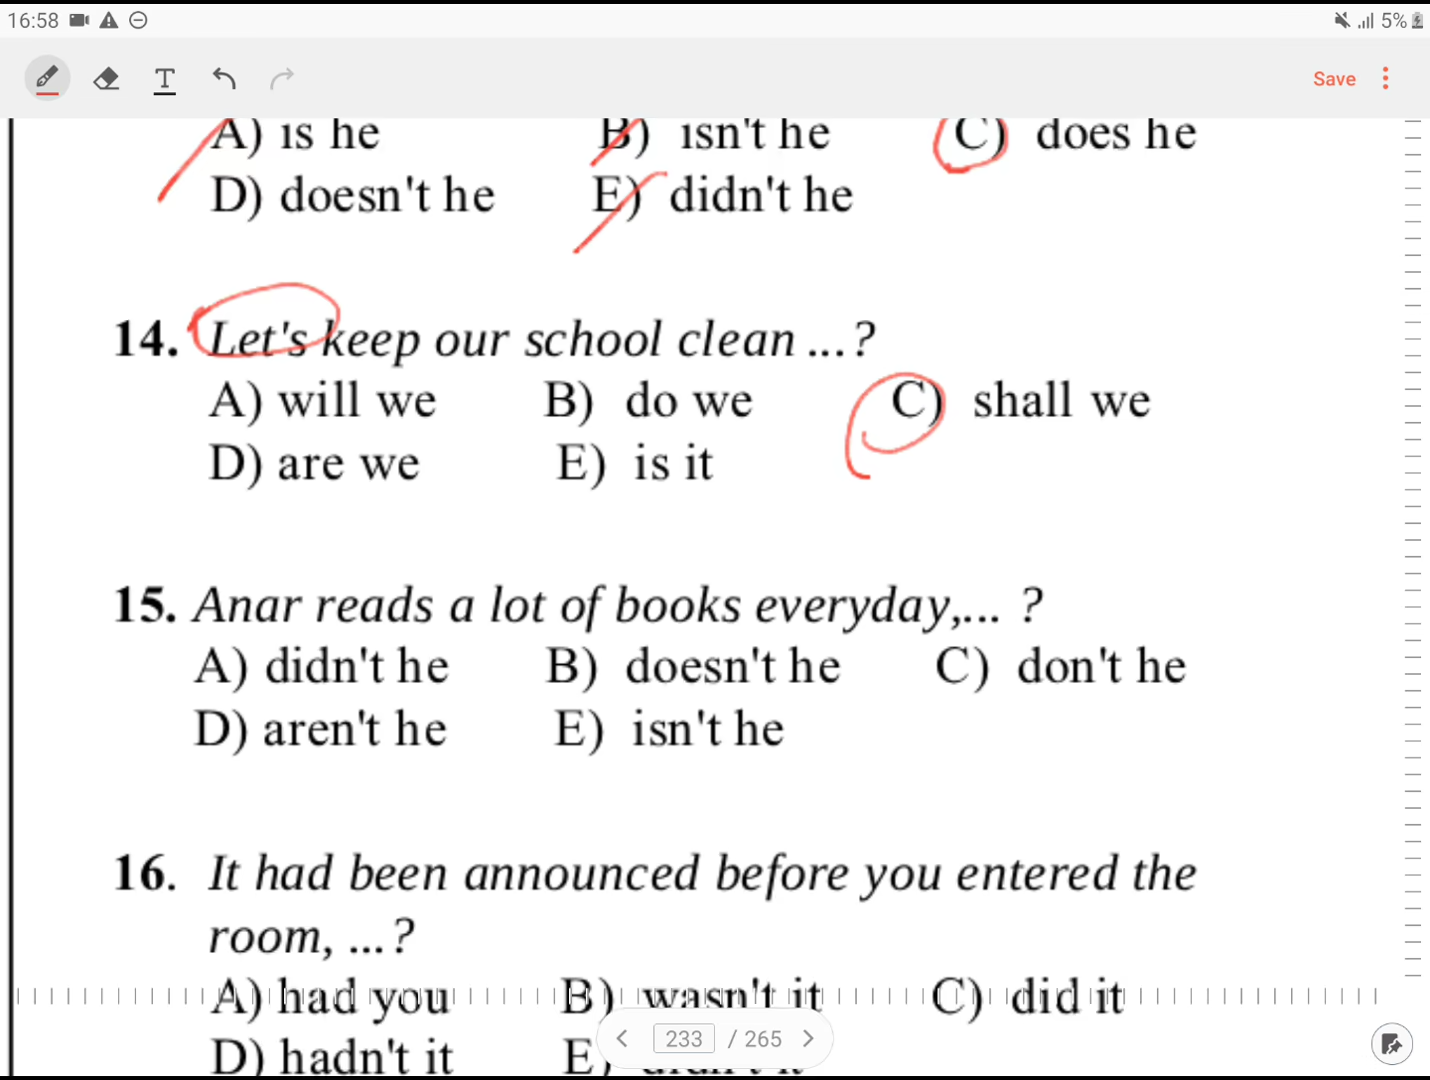 16:58
5%
T
Save
A) is he B) isn't he C) does he
D) doesn't he E) didn't he
14. Let's keep our school clean ...?
A) will we B) do we C) shall we
D) are we E) is it
15. Anar reads a lot of books everyday,... ?
A) didn't he B) doesn't he C) don't he
D) aren't he E) isn't he
16. It had been announced before you entered the
room, ...?
A) had you B) wasn't it C) did it
D) hadn't it E)
233 / 265